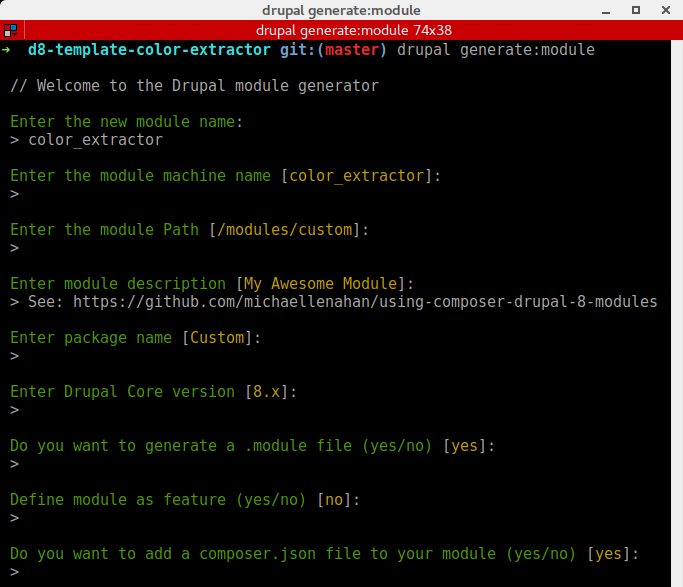 drupal generate:module
drupal generate:module 74x38
➜  d8-template-color-extractor git:(master) drupal generate:module
// Welcome to the Drupal module generator
Enter the new module name:
> color_extractor
Enter the module machine name [color_extractor]:
>
Enter the module Path [/modules/custom]:
>
Enter module description [My Awesome Module]:
> See: https://github.com/michaellenahan/using-composer-drupal-8-modules
Enter package name [Custom]:
>
Enter Drupal Core version [8.x]:
>
Do you want to generate a .module file (yes/no) [yes]:
>
Define module as feature (yes/no) [no]:
>
Do you want to add a composer.json file to your module (yes/no) [yes]:
>